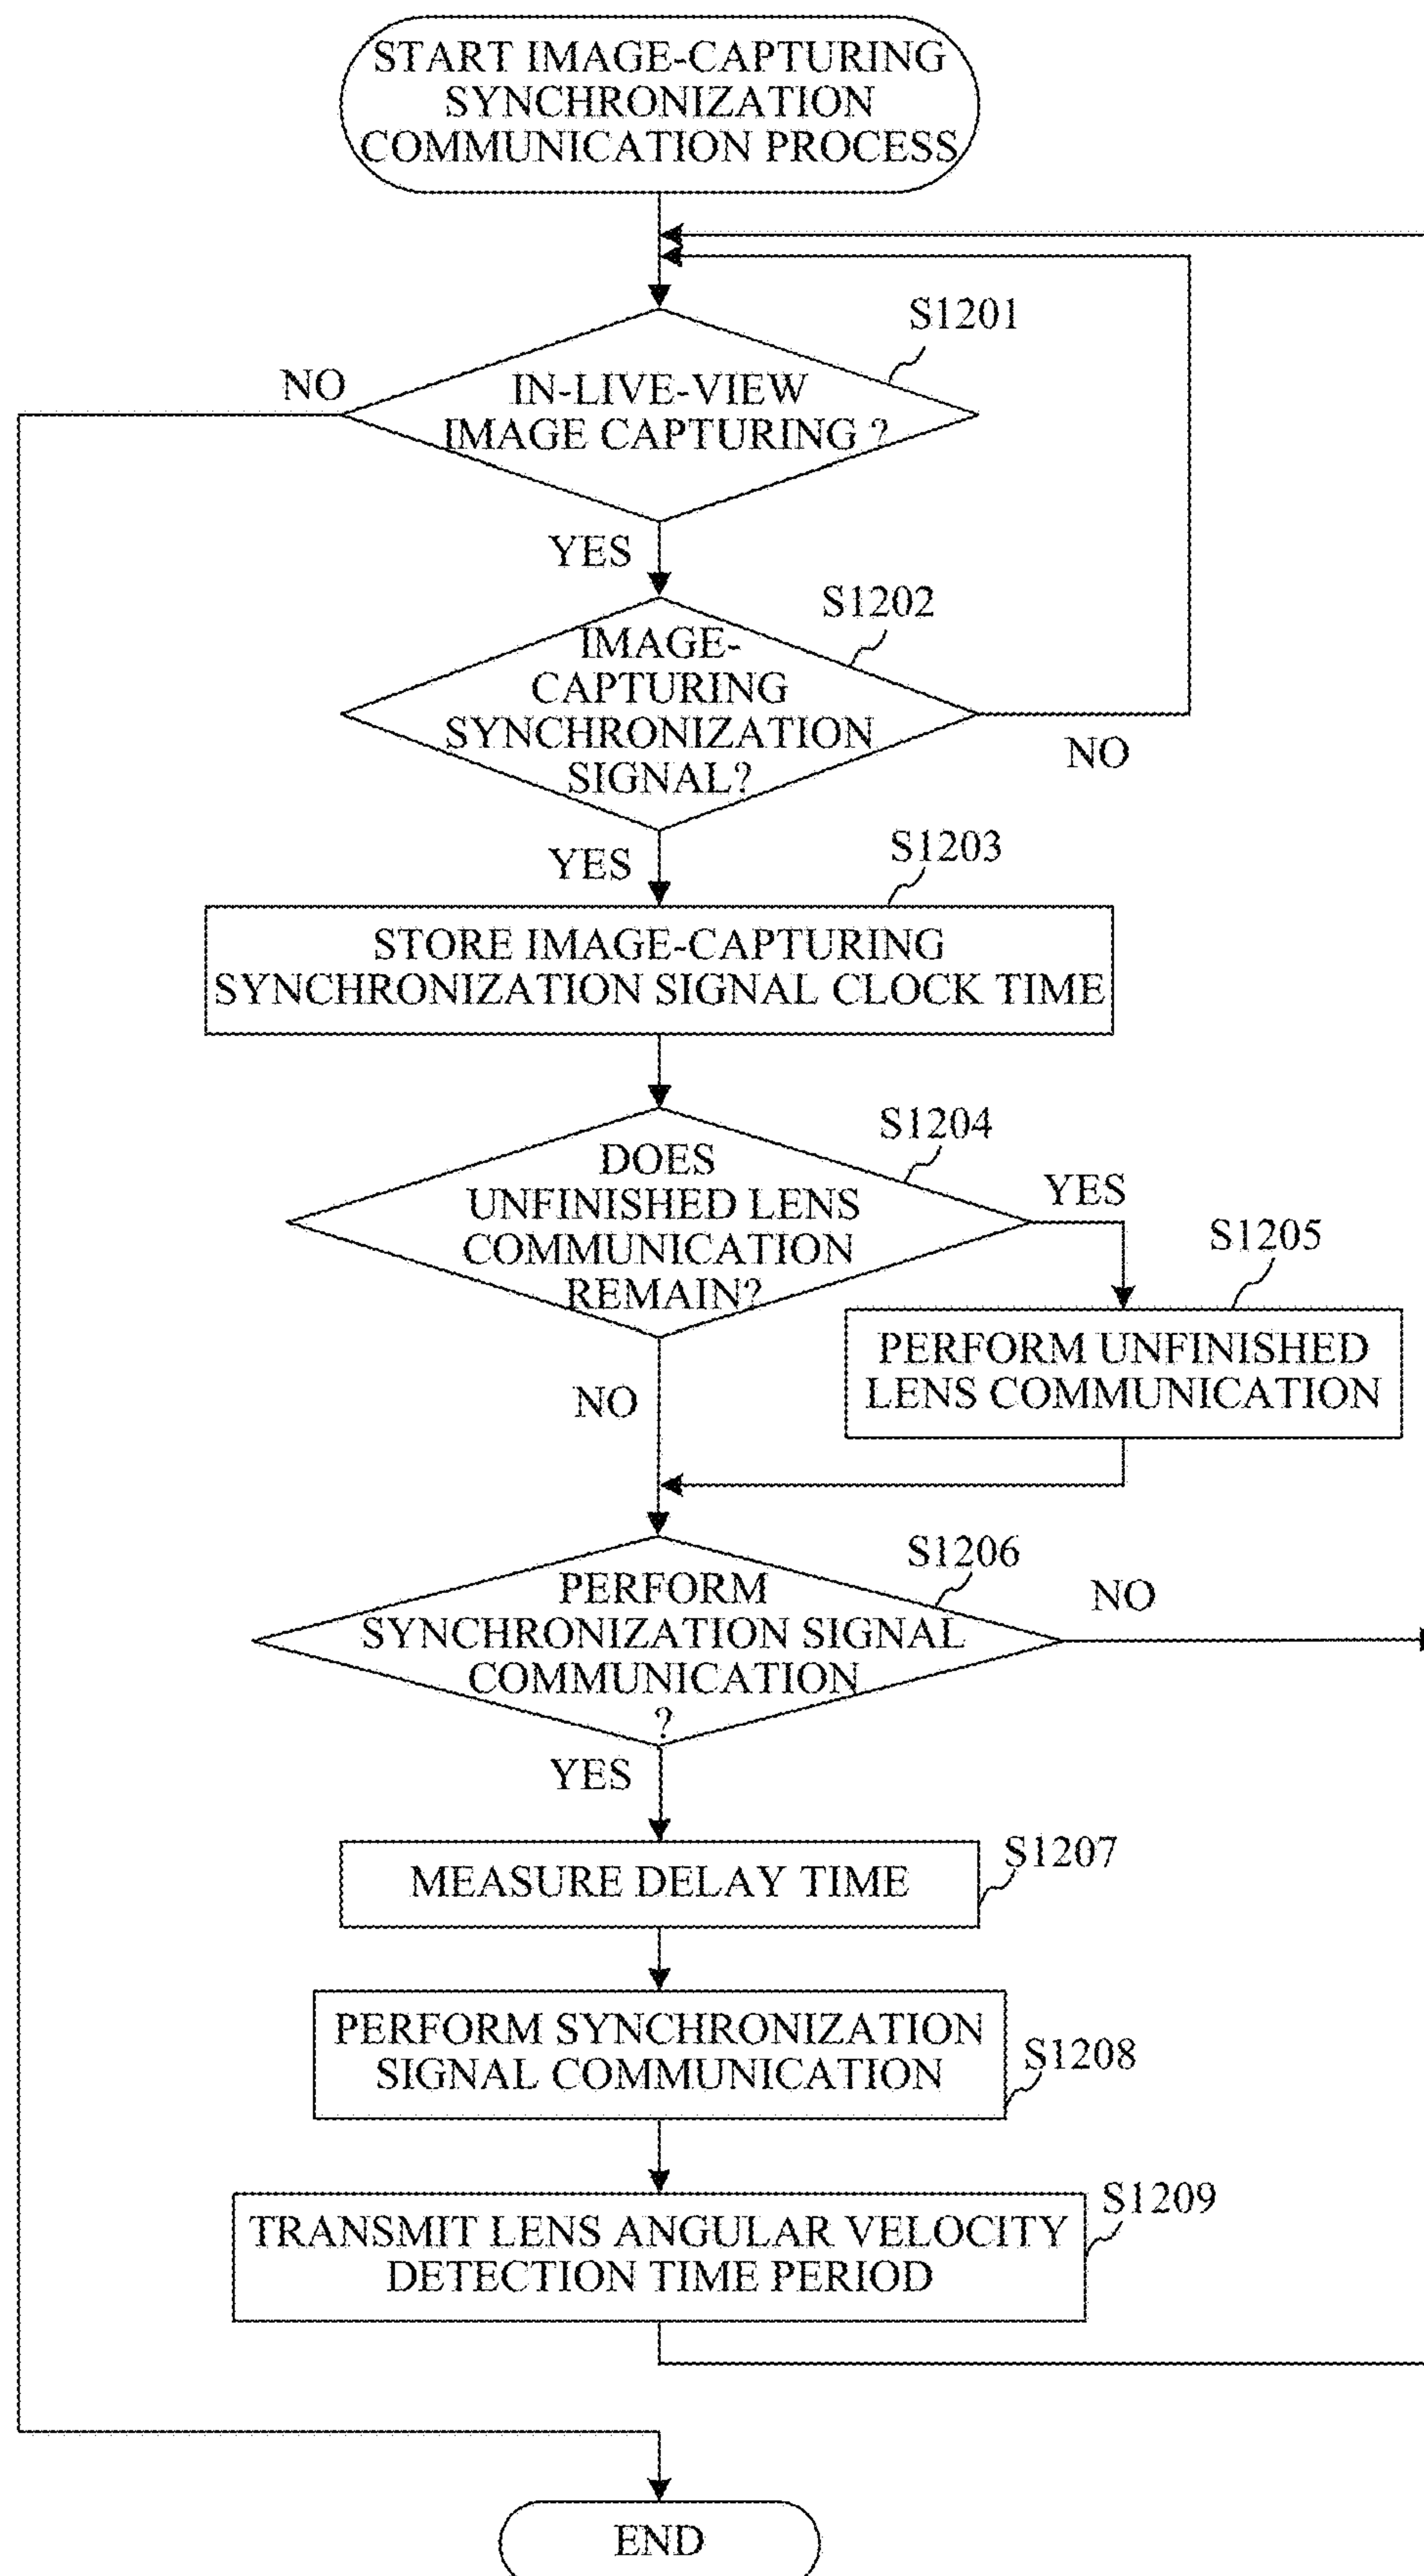 START IMAGE-CAPTURING
SYNCHRONIZATION
COMMUNICATION PROCESS
S1201
NO
IN-LIVE-VIEW
IMAGE CAPTURING ?
YES
S1202
IMAGE-
CAPTURING
SYNCHRONIZATION
SIGNAL?
NO
YES
S1203
STORE IMAGE-CAPTURING
SYNCHRONIZATION SIGNAL CLOCK TIME
S1204
DOES
UNFINISHED LENS
COMMUNICATION
REMAIN?
YES
S1205
PERFORM UNFINISHED
LENS COMMUNICATION
NO
S1206
PERFORM
SYNCHRONIZATION SIGNAL
COMMUNICATION
?
NO
YES
S1207
MEASURE DELAY TIME
PERFORM SYNCHRONIZATION
SIGNAL COMMUNICATION
S1208
S1209
TRANSMIT LENS ANGULAR VELOCITY
DETECTION TIME PERIOD
END